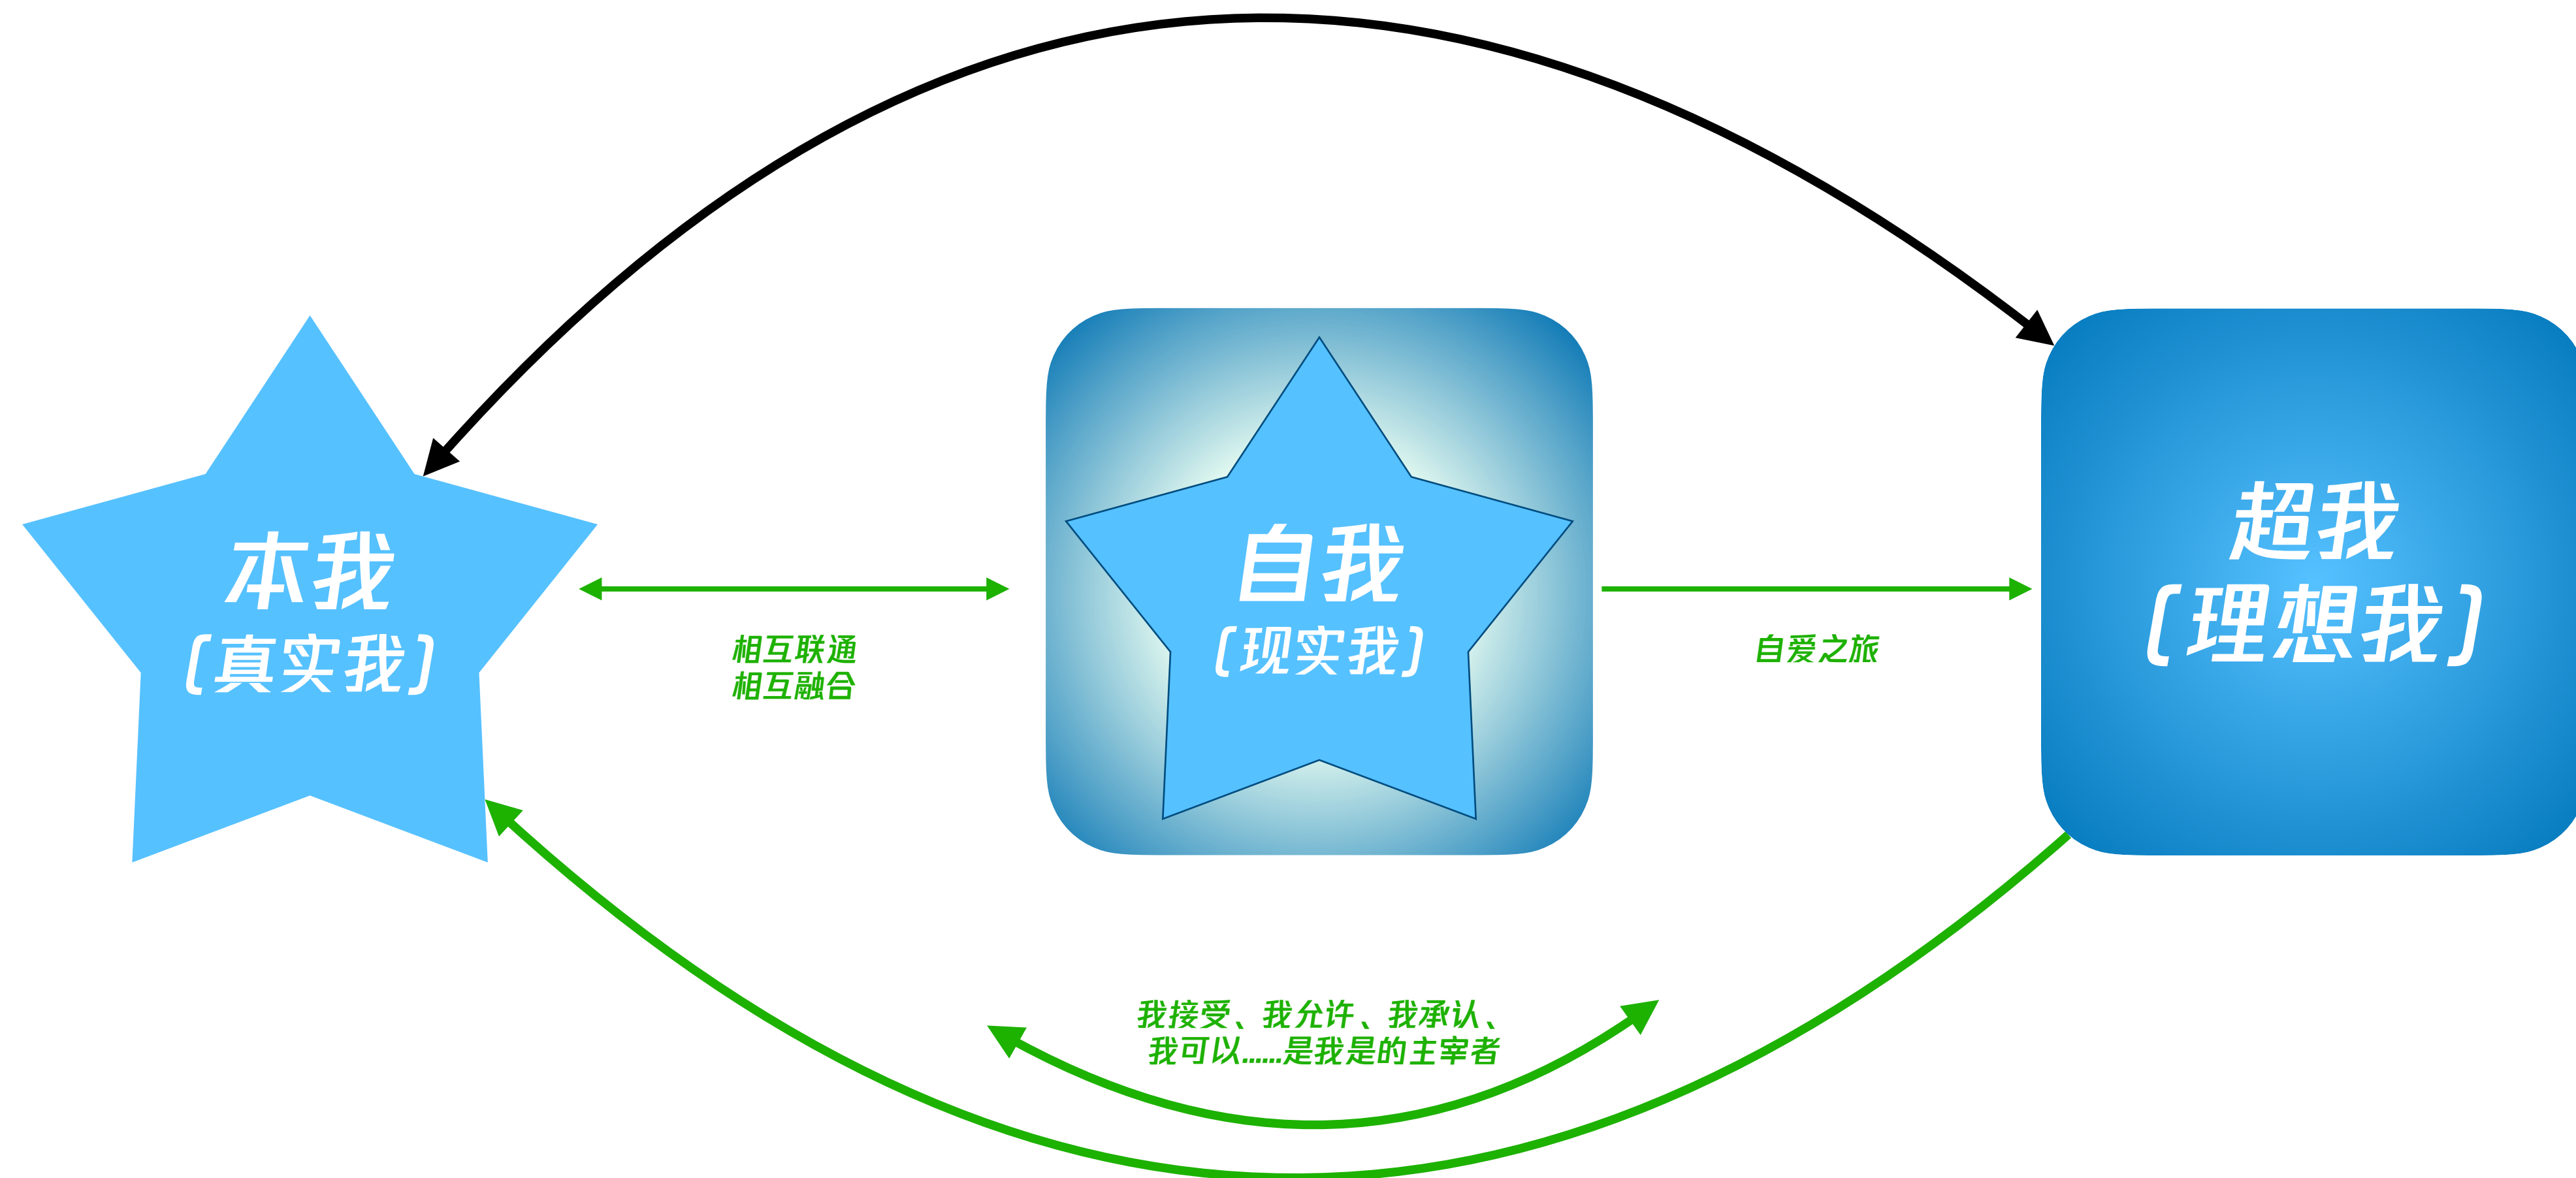 本我
（真实我）
相互联通
相互融合
自我
（现实我）
自爱之旅
超我
（理想我）
我接受、我允许、我承认、
我可以......是我是的主宰者